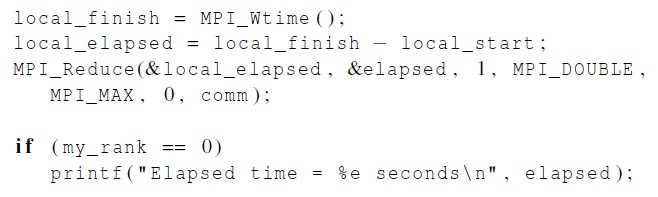 local_finish = MPI_Wtime();
local_elapsed = local_finish − local_start;
MPI_Reduce(&local_elapsed, &elapsed, 1, MPI_DOUBLE,
MPI_MAX, 0, comm);
if (my_rank == 0)
printf("Elapsed time = %e seconds\n", elapsed);